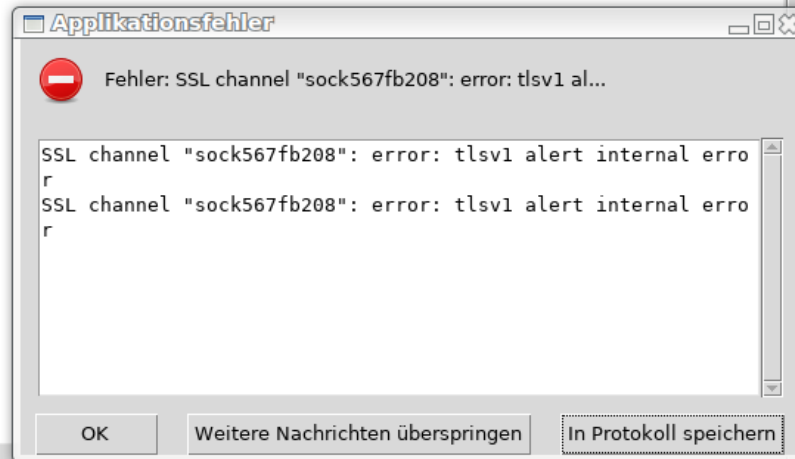 Applikationsfehler
Fehler: SSL channel "sock567fb208": error: tlsv1 al...
SSL channel "sock567fb208": error: tlsv1 alert internal erro
r
SSL channel "sock567fb208": error: tlsv1 alert internal erro
r
OK
Weitere Nachrichten überspringen
In Protokoll speichern